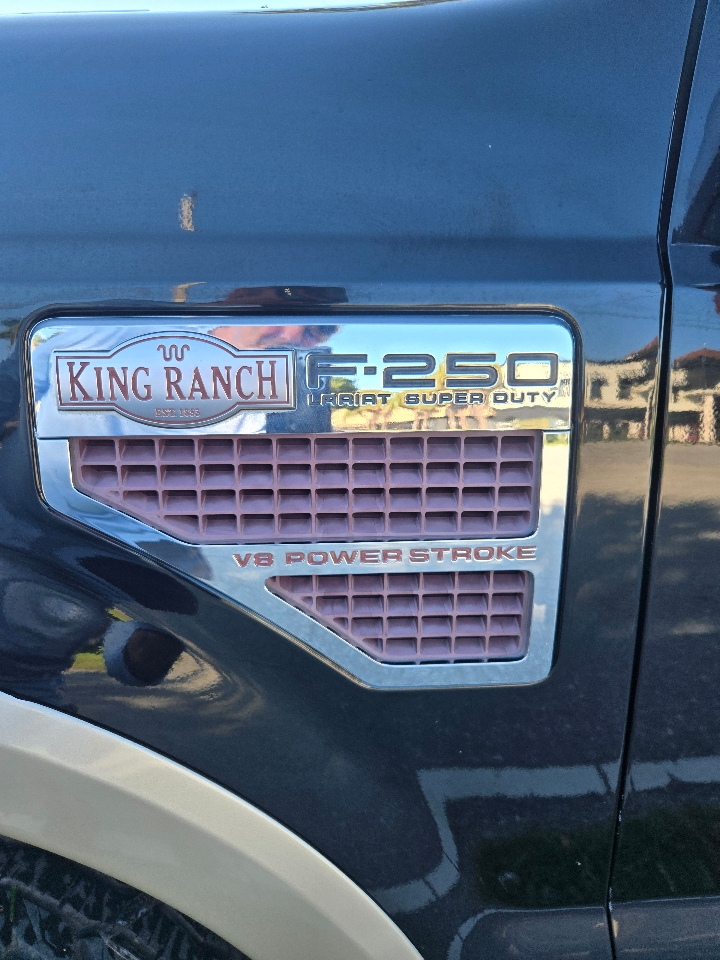 KING RANCH
EST 1853
F-250
LARIAT SUPER DUTY
V8 POWER STROKE